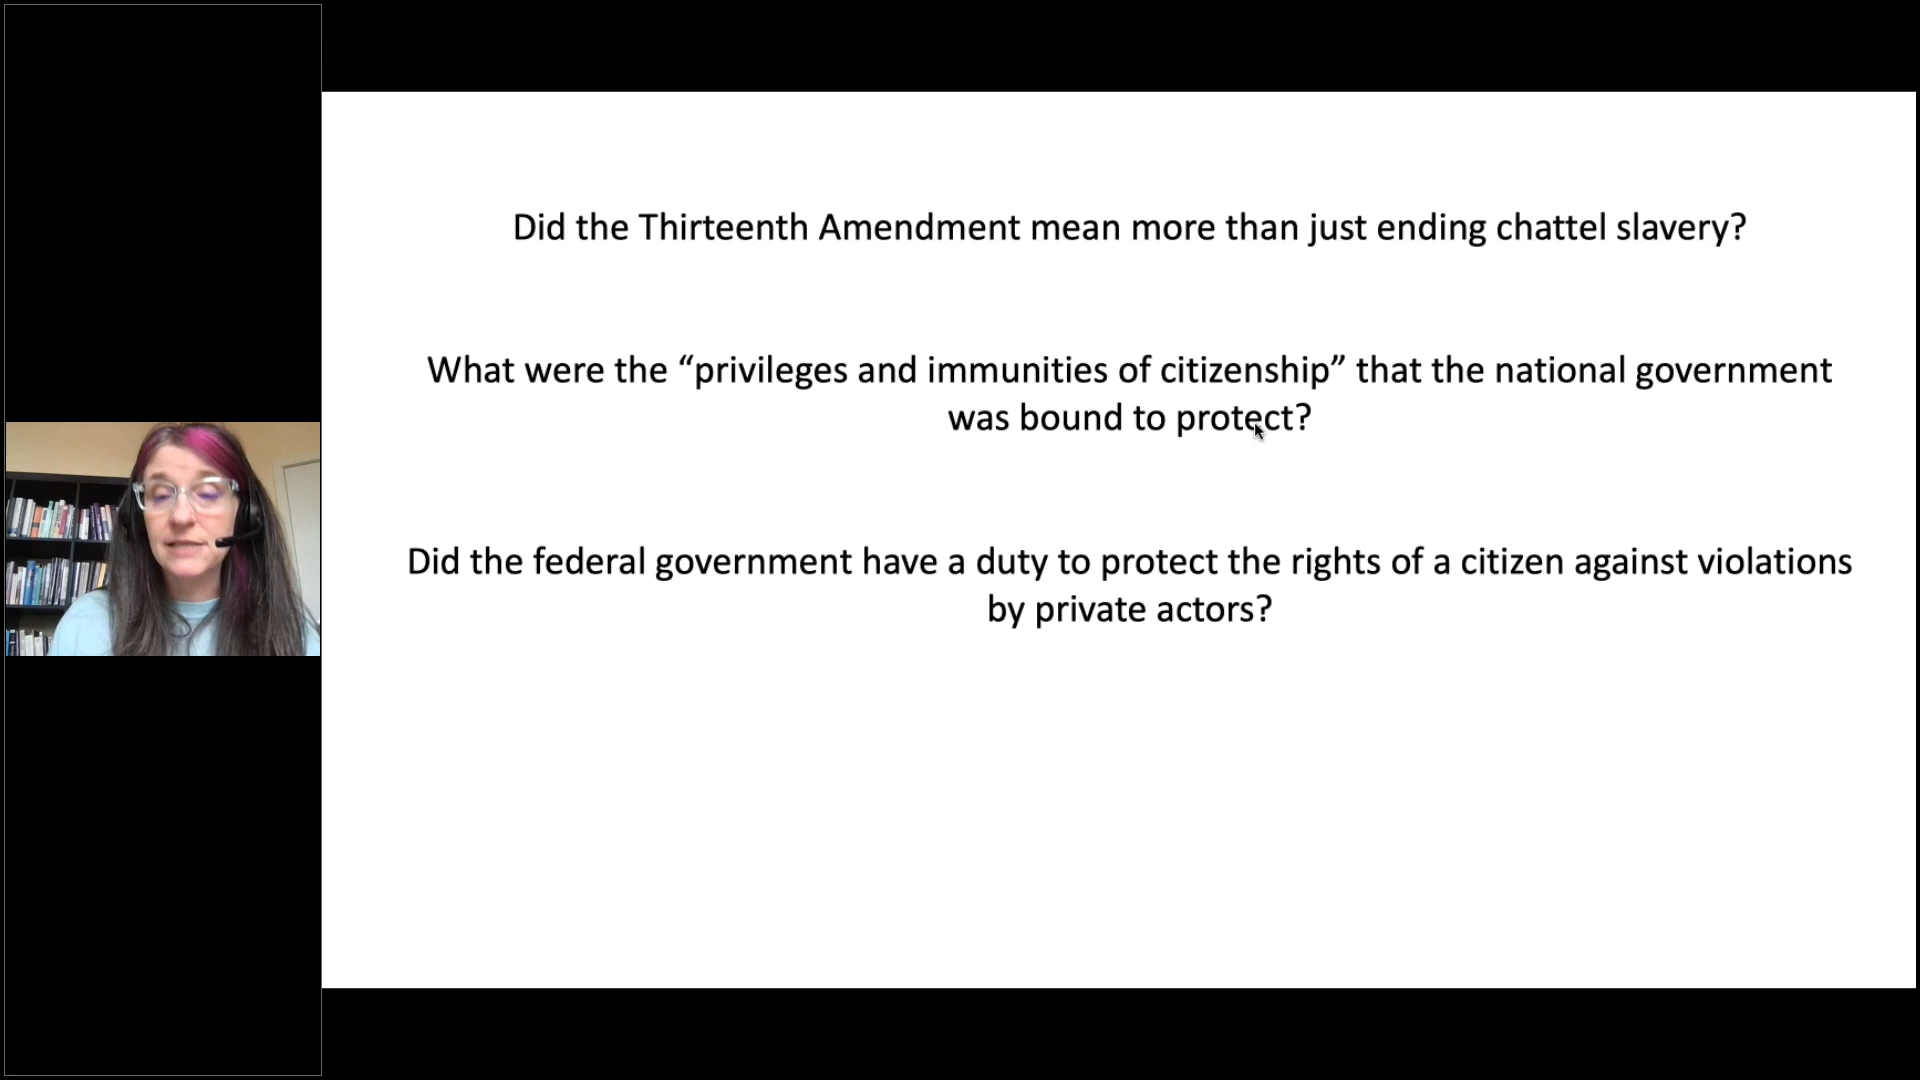 Did the Thirteenth Amendment mean more than just ending chattel slavery?
What were the “privileges and immunities of citizenship” that the national government
was bound to protect?
Did the federal government have a duty to protect the rights of a citizen against violations
by private actors?